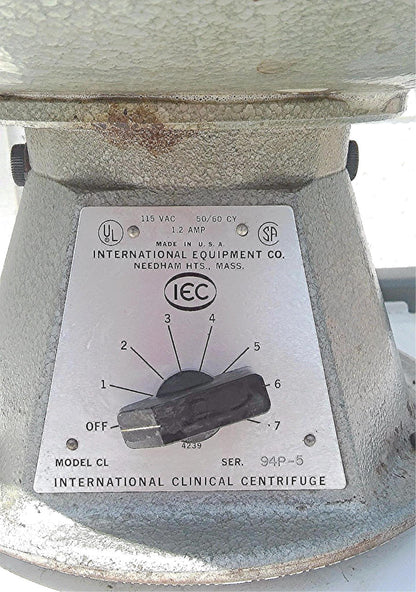 115 VAC 50/60 CY
1.2 AMP
UL SA
MADE IN U.S.A.
INTERNATIONAL EQUIPMENT CO.
NEEDHAM HTS., MASS.
IEC
3 4
2 5
1 6
OFF 7
4239
MODEL CL SER. 94P-5
INTERNATIONAL CLINICAL CENTRIFUGE